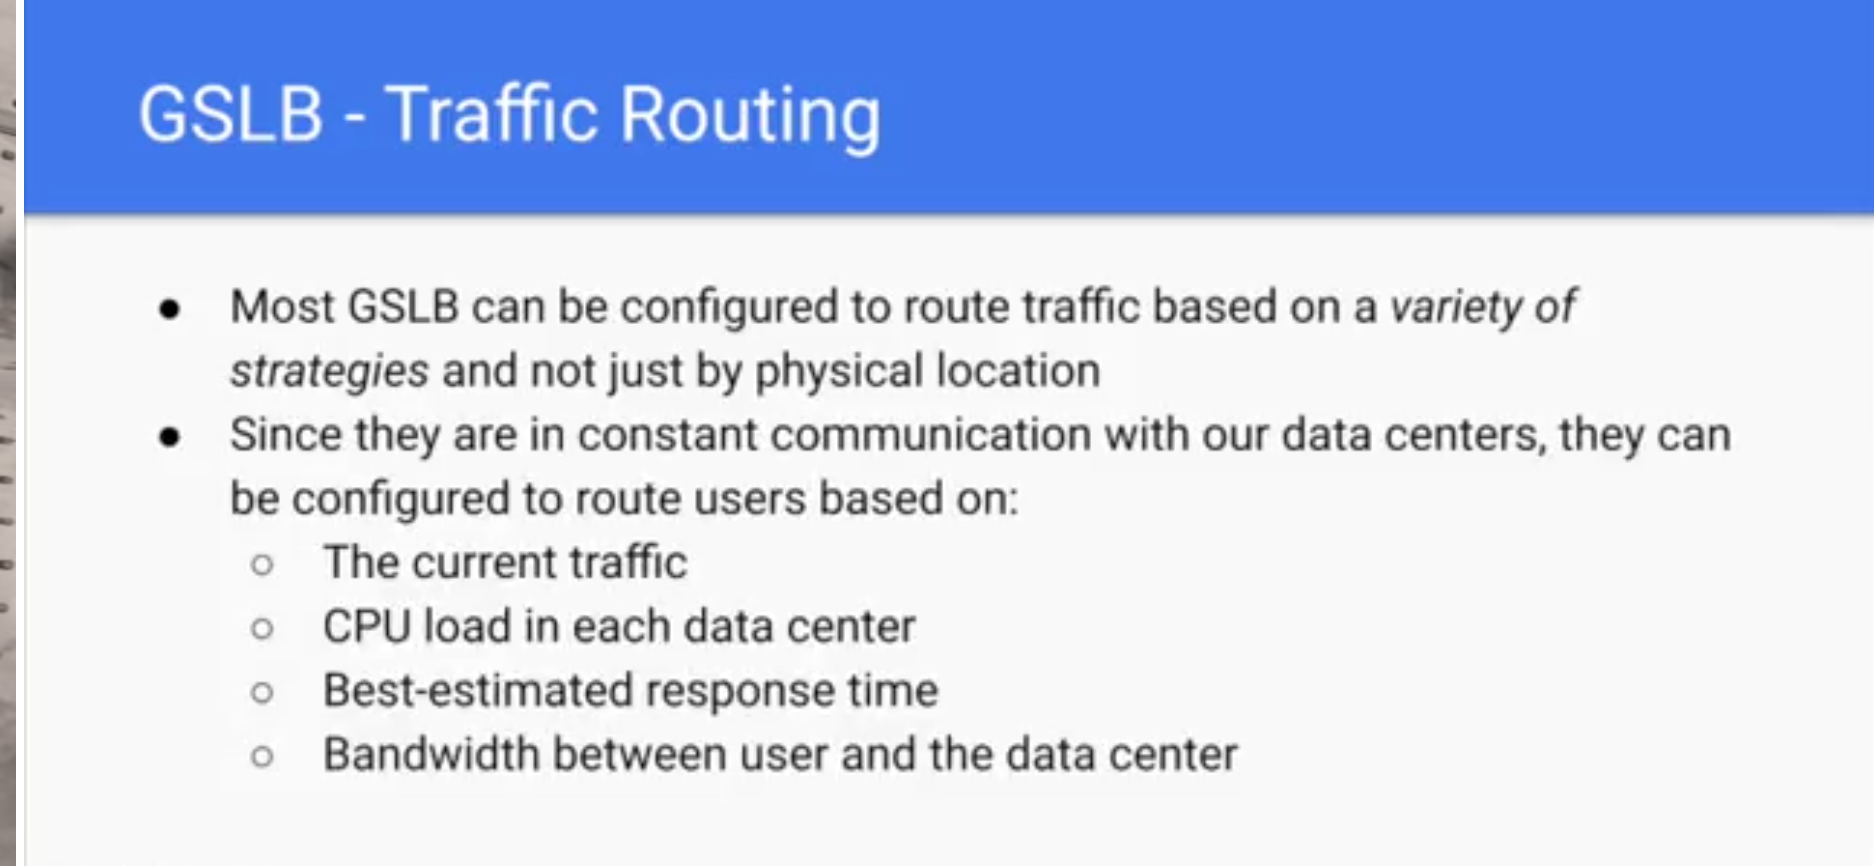 GSLB - Traffic Routing
● Most GSLB can be configured to route traffic based on a variety of
strategies and not just by physical location
● Since they are in constant communication with our data centers, they can
be configured to route users based on:
○ The current traffic
○ CPU load in each data center
○ Best-estimated response time
○ Bandwidth between user and the data center